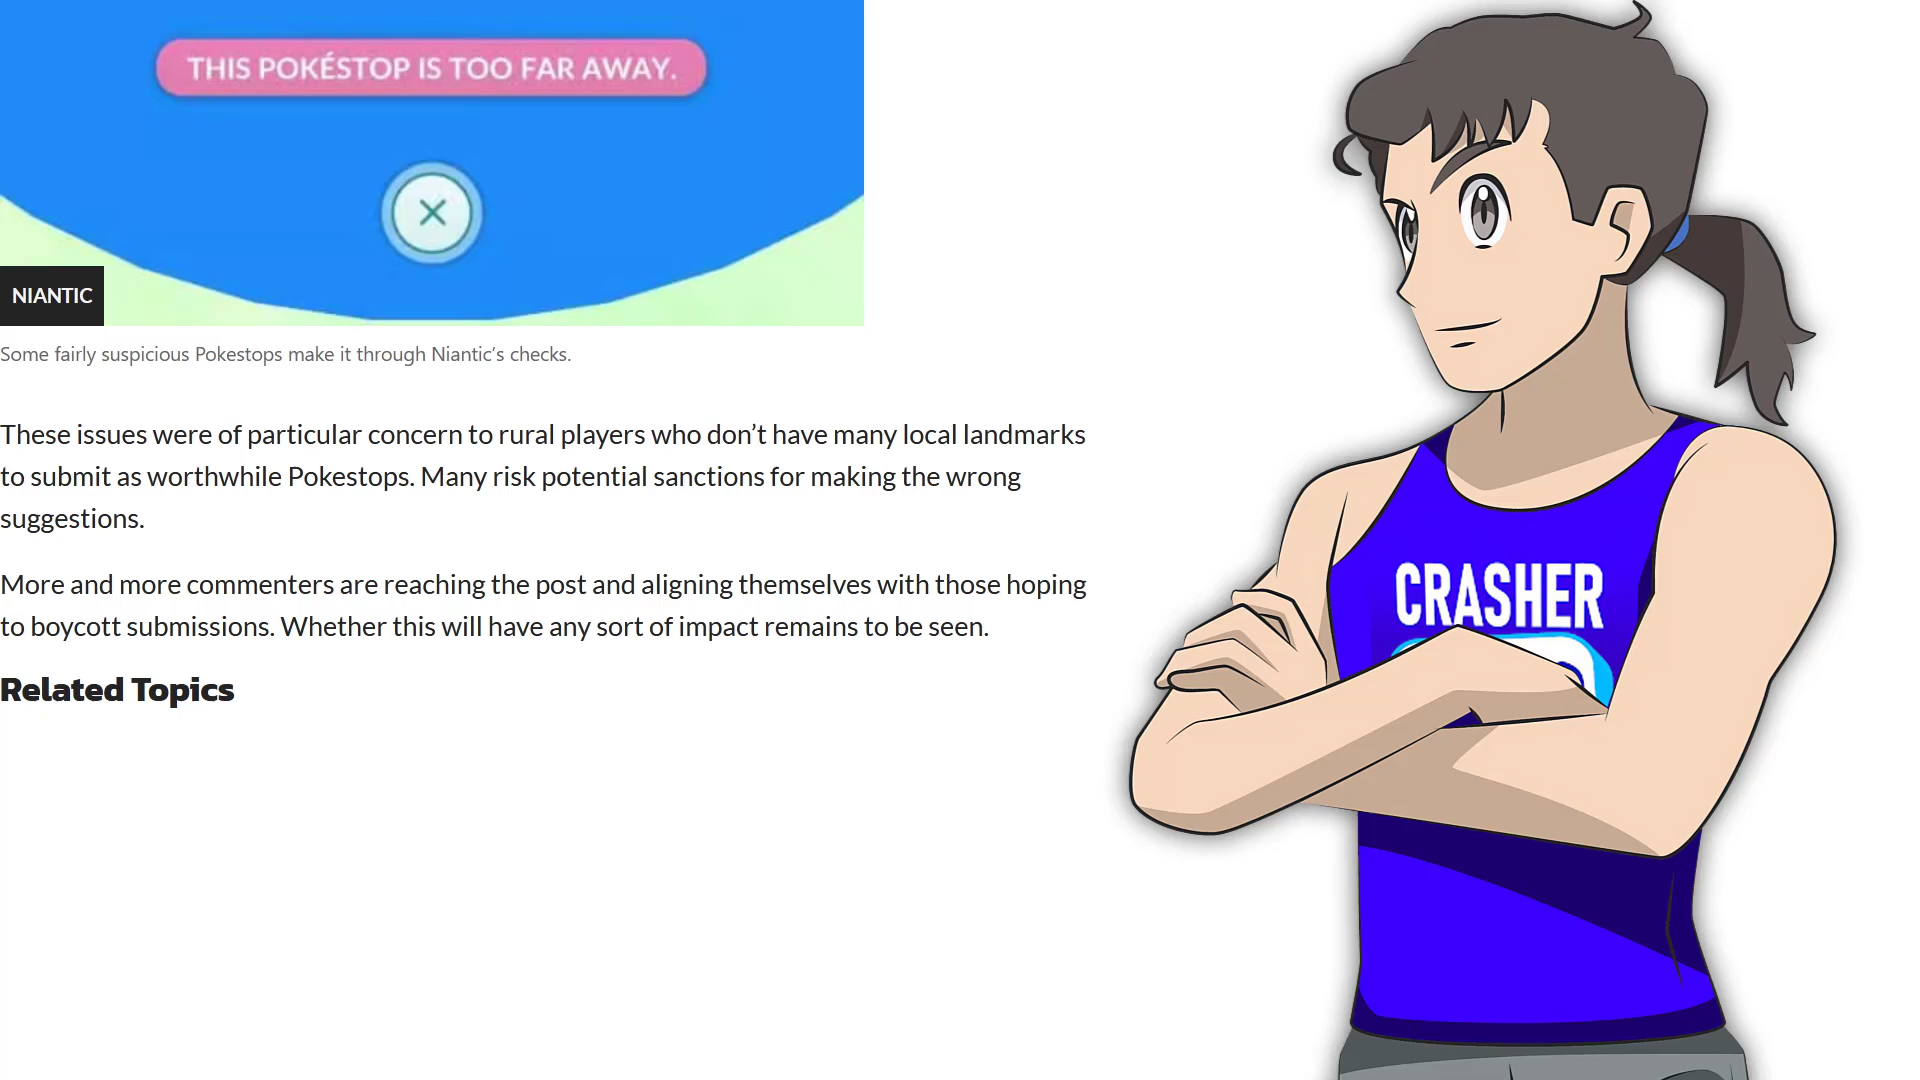 THIS POKÉSTOP IS TOO FAR AWAY.
NIANTIC
Some fairly suspicious Pokestops make it through Niantic’s checks.
These issues were of particular concern to rural players who don’t have many local landmarks
to submit as worthwhile Pokestops. Many risk potential sanctions for making the wrong
suggestions.
More and more commenters are reaching the post and aligning themselves with those hoping
to boycott submissions. Whether this will have any sort of impact remains to be seen.
Related Topics
CRASHER